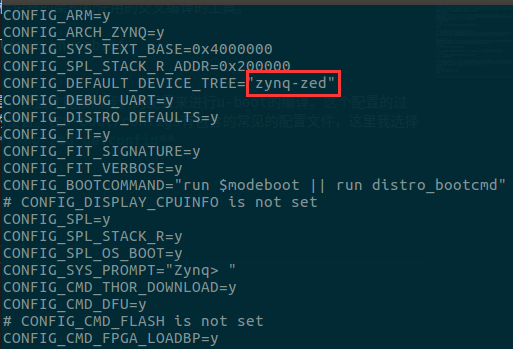 CONFIG_ARM=y
CONFIG_ARCH_ZYNQ=y
CONFIG_SYS_TEXT_BASE=0x4000000
CONFIG_SPL_STACK_R_ADDR=0x200000
CONFIG_DEFAULT_DEVICE_TREE="zynq-zed"
CONFIG_DEBUG_UART=y
CONFIG_DISTRO_DEFAULTS=y
CONFIG_FIT=y
CONFIG_FIT_SIGNATURE=y
CONFIG_FIT_VERBOSE=y
CONFIG_BOOTCOMMAND="run $modeboot || run distro_bootcmd"
# CONFIG_DISPLAY_CPUINFO is not set
CONFIG_SPL=y
CONFIG_SPL_STACK_R=y
CONFIG_SPL_OS_BOOT=y
CONFIG_SYS_PROMPT="Zynq> "
CONFIG_CMD_THOR_DOWNLOAD=y
CONFIG_CMD_DFU=y
# CONFIG_CMD_FLASH is not set
CONFIG_CMD_FPGA_LOADBP=y